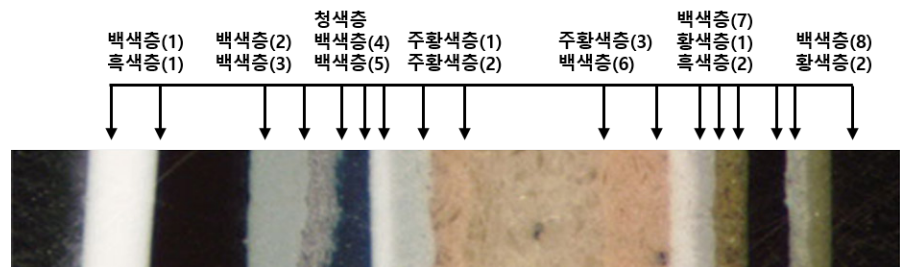 백색층(1)
흑색층(1)
백색층(2)
백색층(3)
청색층
백색층(4)
백색층(5)
주황색층(1)
주황색층(2)
주황색층(3)
백색층(6)
백색층(7)
황색층(1)
흑색층(2)
백색층(8)
황색층(2)